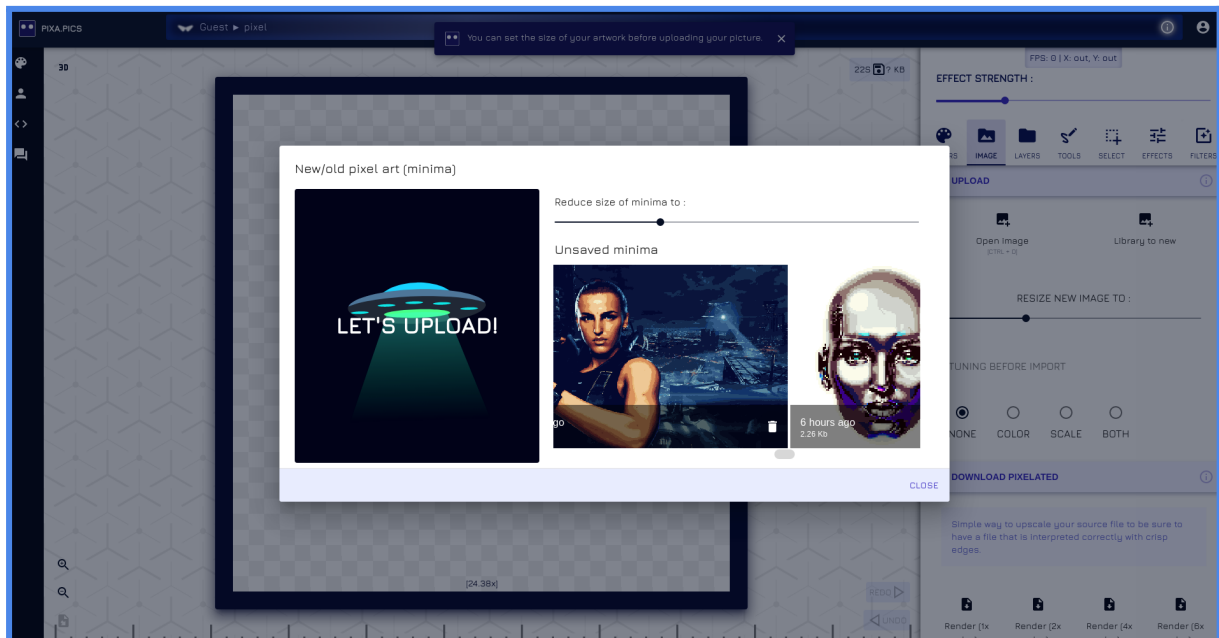 PIXA.PICS
Guest ► pixel
You can set the size of your artwork before uploading your picture.
3D
225
? KB
FPS: 0 | X: out, Y: out
EFFECT STRENGTH :
RS
IMAGE
LAYERS
TOOLS
SELECT
EFFECTS
FILTERS
New/old pixel art (minima)
LET'S UPLOAD!
Reduce size of minima to :
Unsaved minima
go
6 hours ago
2.26 Kb
CLOSE
UPLOAD
Open Image
Library to new
RESIZE NEW IMAGE TO :
TUNING BEFORE IMPORT
NONE
COLOR
SCALE
BOTH
DOWNLOAD PIXELATED
Simple way to upscale your source file to be sure to
have a file that is interpreted correctly with crisp
edges.
Render (1x
Render (2x
Render (4x
Render (6x
[24.38x]
REDO
UNDO